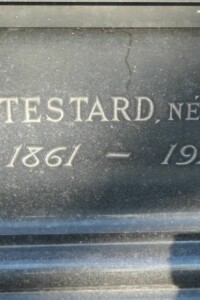 TESTARD, NÉ
1861 – 19